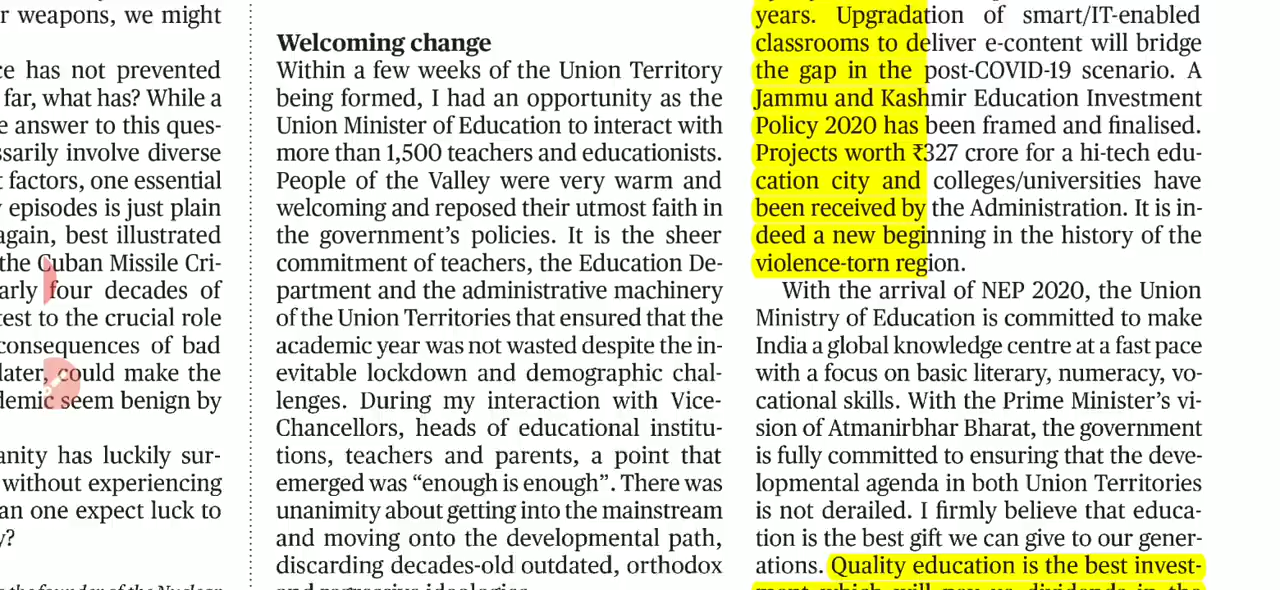 r weapons, we might
ce has not prevented
far, what has? While a
e answer to this ques-
ssarily involve diverse
t factors, one essential
y episodes is just plain
again, best illustrated
the Cuban Missile Cri-
arly four decades of
test to the crucial role
consequences of bad
later, could make the
demic seem benign by
anity has luckily sur-
without experiencing
an one expect luck to
y?
the founder of the Nuclear
Welcoming change
Within a few weeks of the Union Territory
being formed, I had an opportunity as the
Union Minister of Education to interact with
more than 1,500 teachers and educationists.
People of the Valley were very warm and
welcoming and reposed their utmost faith in
the government’s policies. It is the sheer
commitment of teachers, the Education De-
partment and the administrative machinery
of the Union Territories that ensured that the
academic year was not wasted despite the in-
evitable lockdown and demographic chal-
lenges. During my interaction with Vice-
Chancellors, heads of educational institu-
tions, teachers and parents, a point that
emerged was “enough is enough”. There was
unanimity about getting into the mainstream
and moving onto the developmental path,
discarding decades-old outdated, orthodox
and regressive ideologies
years. Upgradation of smart/IT-enabled
classrooms to deliver e-content will bridge
the gap in the post-COVID-19 scenario. A
Jammu and Kashmir Education Investment
Policy 2020 has been framed and finalised.
Projects worth ₹327 crore for a hi-tech edu-
cation city and colleges/universities have
been received by the Administration. It is in-
deed a new beginning in the history of the
violence-torn region.
With the arrival of NEP 2020, the Union
Ministry of Education is committed to make
India a global knowledge centre at a fast pace
with a focus on basic literary, numeracy, vo-
cational skills. With the Prime Minister’s vi-
sion of Atmanirbhar Bharat, the government
is fully committed to ensuring that the deve-
lopmental agenda in both Union Territories
is not derailed. I firmly believe that educa-
tion is the best gift we can give to our gener-
ations. Quality education is the best invest-
ment which will pay us dividends in the